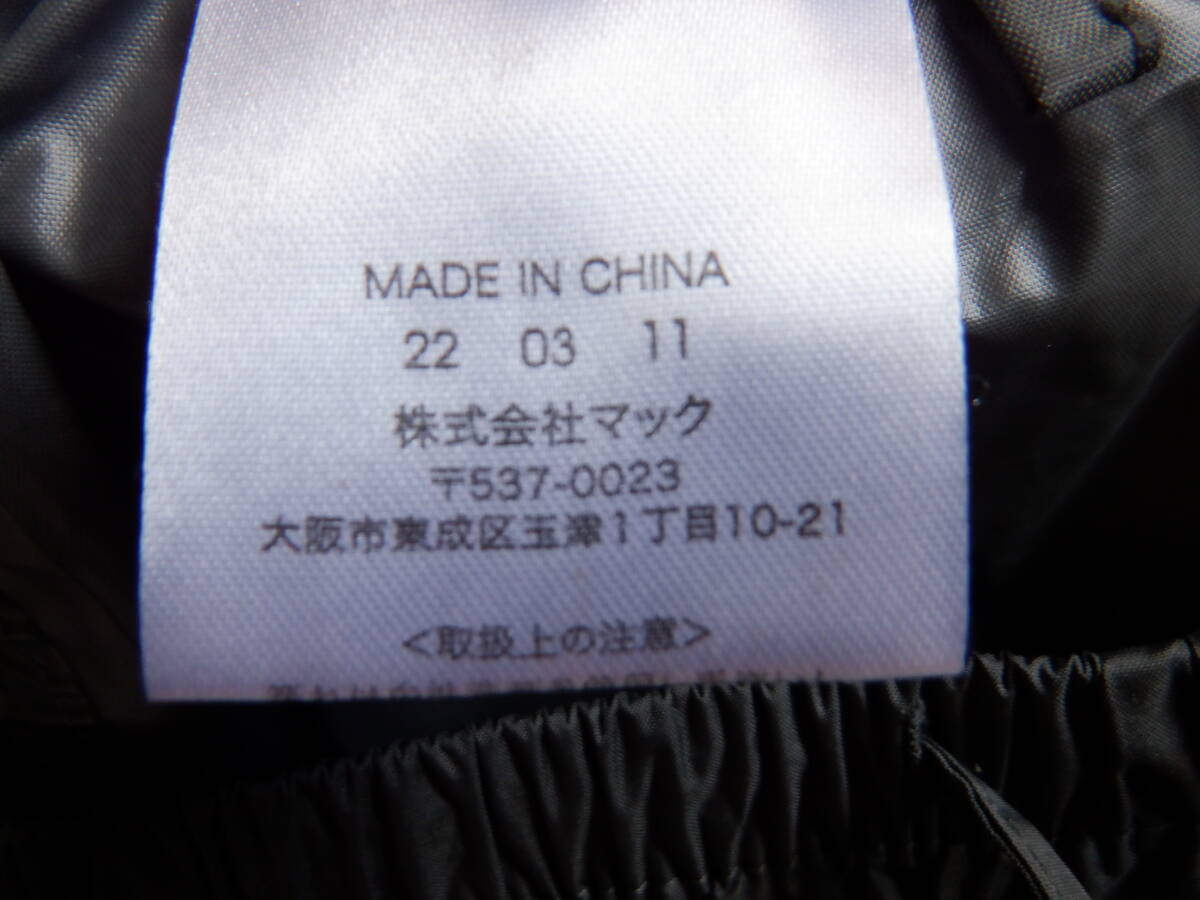 MADE IN CHINA
22 03 11
株式会社マック
〒537-0023
大阪市東成区玉津1丁目10-21
<取扱上の注意>